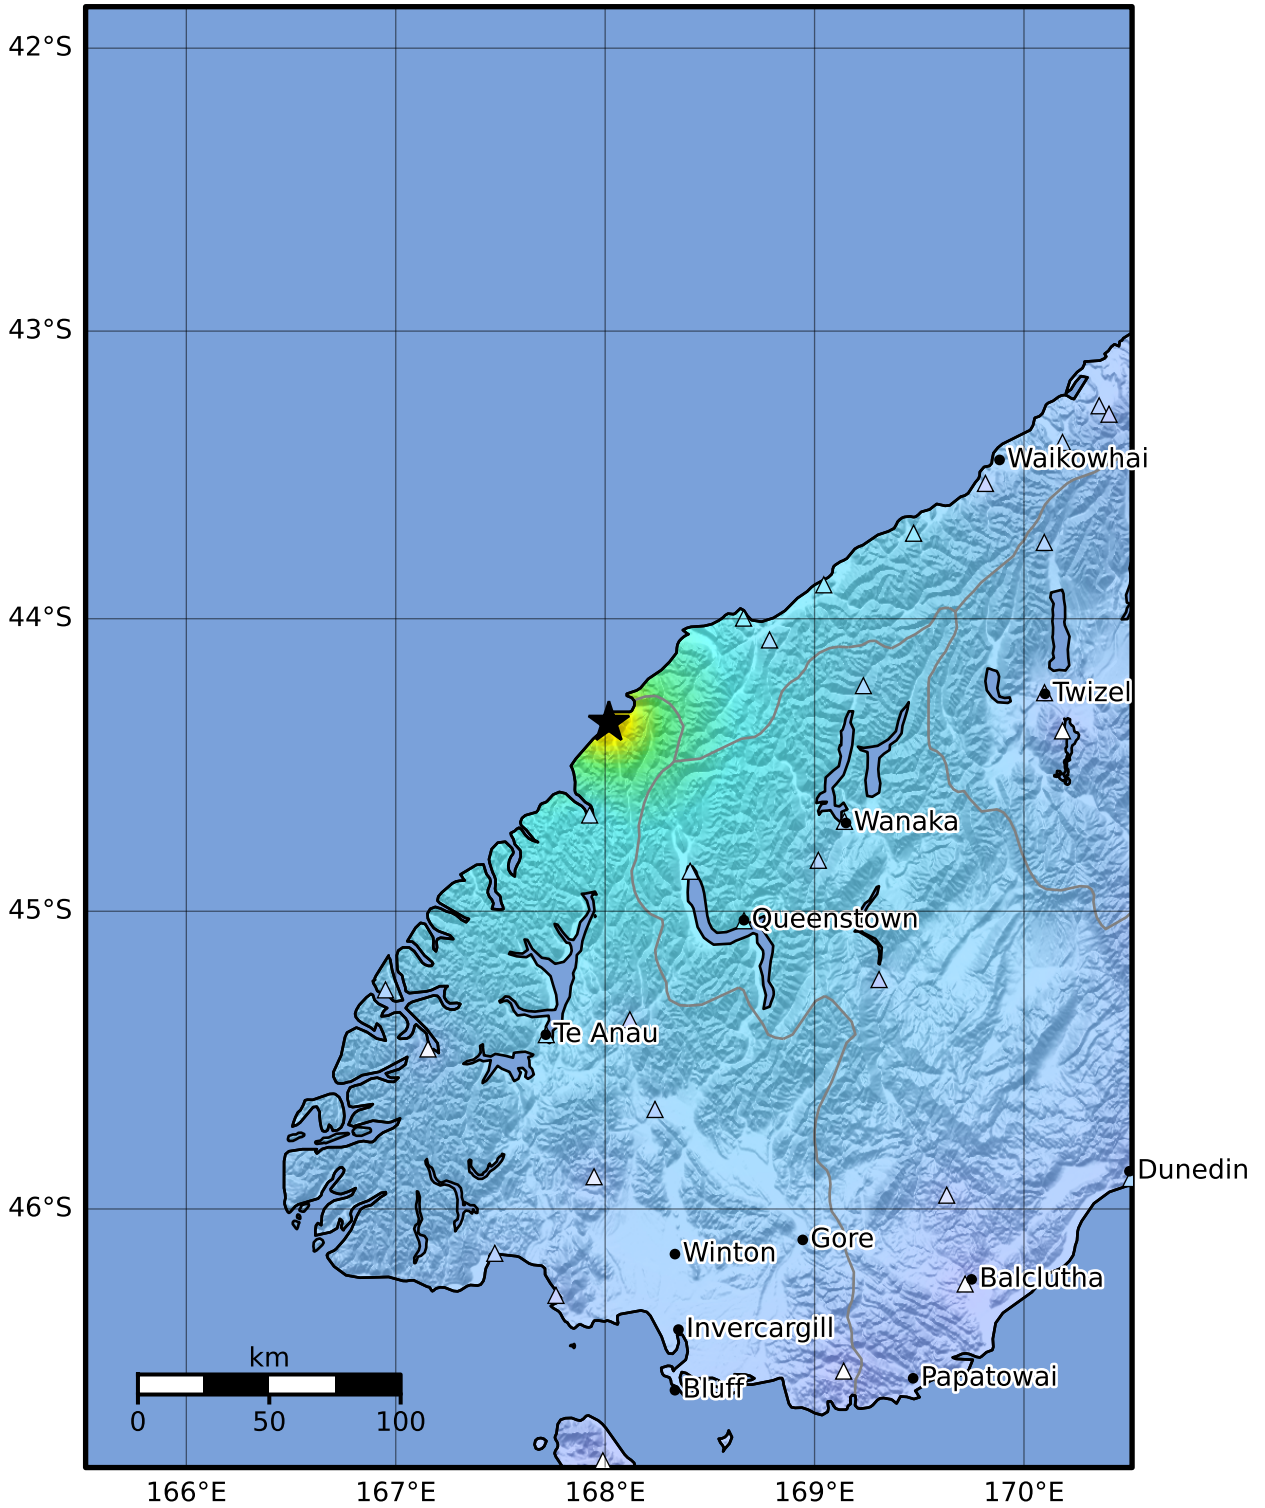 42°S
43°S
Waikowhai
44°S
Twizel
Wanaka
45°S
Queenstown
Te Anau
Dunedin
46°S
Gore
Winton
Balclutha
Invercargill
km
Papatowai
Bluff
0 50 100
166°E 167°E 168°E 169°E 170°E